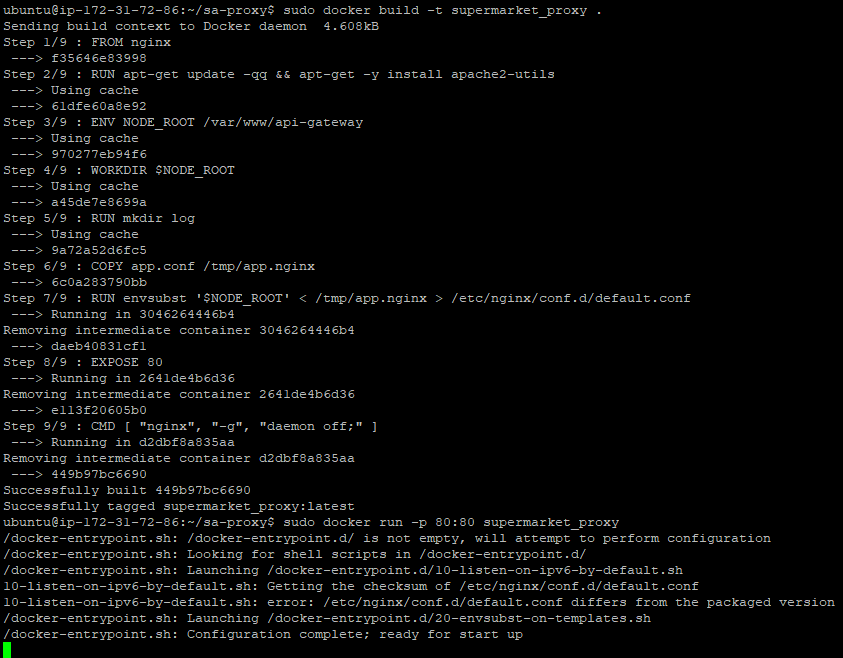 ubuntu@ip-172-31-72-86:~/sa-proxy$ sudo docker build -t supermarket_proxy .
Sending build context to Docker daemon  4.608kB
Step 1/9 : FROM nginx
 ---> f35646e83998
Step 2/9 : RUN apt-get update -qq && apt-get -y install apache2-utils
 ---> Using cache
 ---> 61dfe60a8e92
Step 3/9 : ENV NODE_ROOT /var/www/api-gateway
 ---> Using cache
 ---> 970277eb94f6
Step 4/9 : WORKDIR $NODE_ROOT
 ---> Using cache
 ---> a45de7e8699a
Step 5/9 : RUN mkdir log
 ---> Using cache
 ---> 9a72a52d6fc5
Step 6/9 : COPY app.conf /tmp/app.nginx
 ---> 6c0a283790bb
Step 7/9 : RUN envsubst '$NODE_ROOT' < /tmp/app.nginx > /etc/nginx/conf.d/default.conf
 ---> Running in 3046264446b4
Removing intermediate container 3046264446b4
 ---> daeb40831cf1
Step 8/9 : EXPOSE 80
 ---> Running in 2641de4b6d36
Removing intermediate container 2641de4b6d36
 ---> e113f20605b0
Step 9/9 : CMD [ "nginx", "-g", "daemon off;" ]
 ---> Running in d2dbf8a835aa
Removing intermediate container d2dbf8a835aa
 ---> 449b97bc6690
Successfully built 449b97bc6690
Successfully tagged supermarket_proxy:latest
ubuntu@ip-172-31-72-86:~/sa-proxy$ sudo docker run -p 80:80 supermarket_proxy
/docker-entrypoint.sh: /docker-entrypoint.d/ is not empty, will attempt to perform configuration
/docker-entrypoint.sh: Looking for shell scripts in /docker-entrypoint.d/
/docker-entrypoint.sh: Launching /docker-entrypoint.d/10-listen-on-ipv6-by-default.sh
10-listen-on-ipv6-by-default.sh: Getting the checksum of /etc/nginx/conf.d/default.conf
10-listen-on-ipv6-by-default.sh: error: /etc/nginx/conf.d/default.conf differs from the packaged version
/docker-entrypoint.sh: Launching /docker-entrypoint.d/20-envsubst-on-templates.sh
/docker-entrypoint.sh: Configuration complete; ready for start up